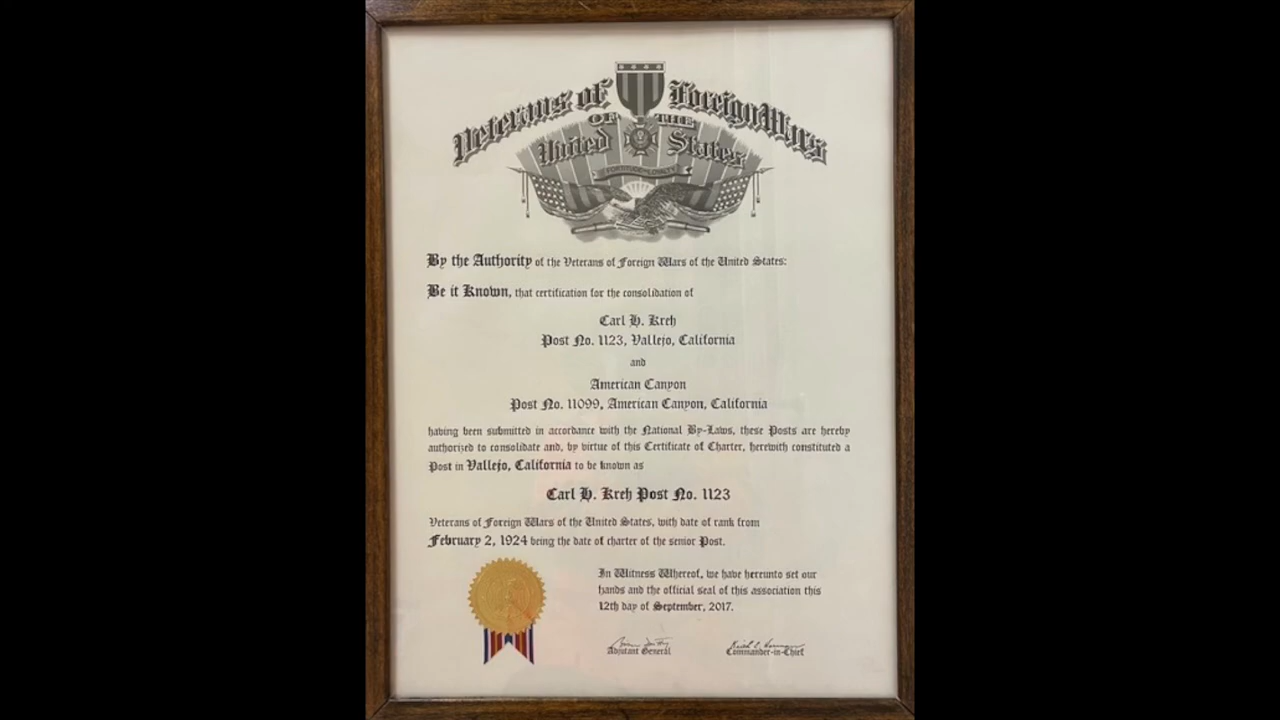 Veterans of Foreign Wars
OF THE
United States
FORTITUDE LOYALTY
By the Authority of the Veterans of Foreign Wars of the United States:
Be it Known, that certification for the consolidation of
Carl H. Kreh
Post No. 1123, Vallejo, California
and
American Canyon
Post No. 11099, American Canyon, California
having been submitted in accordance with the National By-Laws, these Posts are hereby
authorized to consolidate and, by virtue of this Certificate of Charter, herewith constituted a
Post in Vallejo, California to be known as
Carl H. Kreh Post No. 1123
Veterans of Foreign Wars of the United States, with date of rank from
February 2, 1924 being the date of charter of the senior Post.
In Witness Whereof, we have hereunto set our
hands and the official seal of this association this
12th day of September, 2017.
Adjutant General
Commander-in-Chief